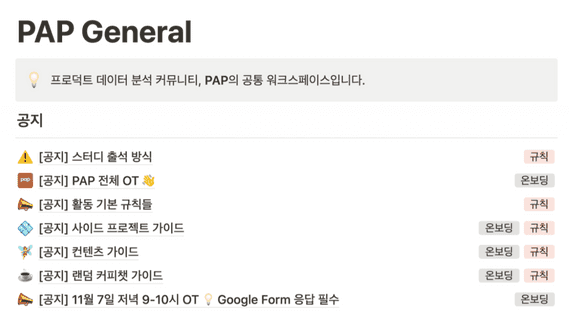 PAP General
💡 프로덕트 데이터 분석 커뮤니티, PAP의 공통 워크스페이스입니다.
공지
⚠️ [공지] 스터디 출석 방식 규칙
pap [공지] PAP 전체 OT 👋 온보딩
📣 [공지] 활동 기본 규칙들 규칙
[공지] 사이드 프로젝트 가이드 온보딩 규칙
[공지] 컨텐츠 가이드 온보딩 규칙
☕ [공지] 랜덤 커피챗 가이드 온보딩 규칙
📣 [공지] 11월 7일 저녁 9-10시 OT 💡 Google Form 응답 필수 온보딩